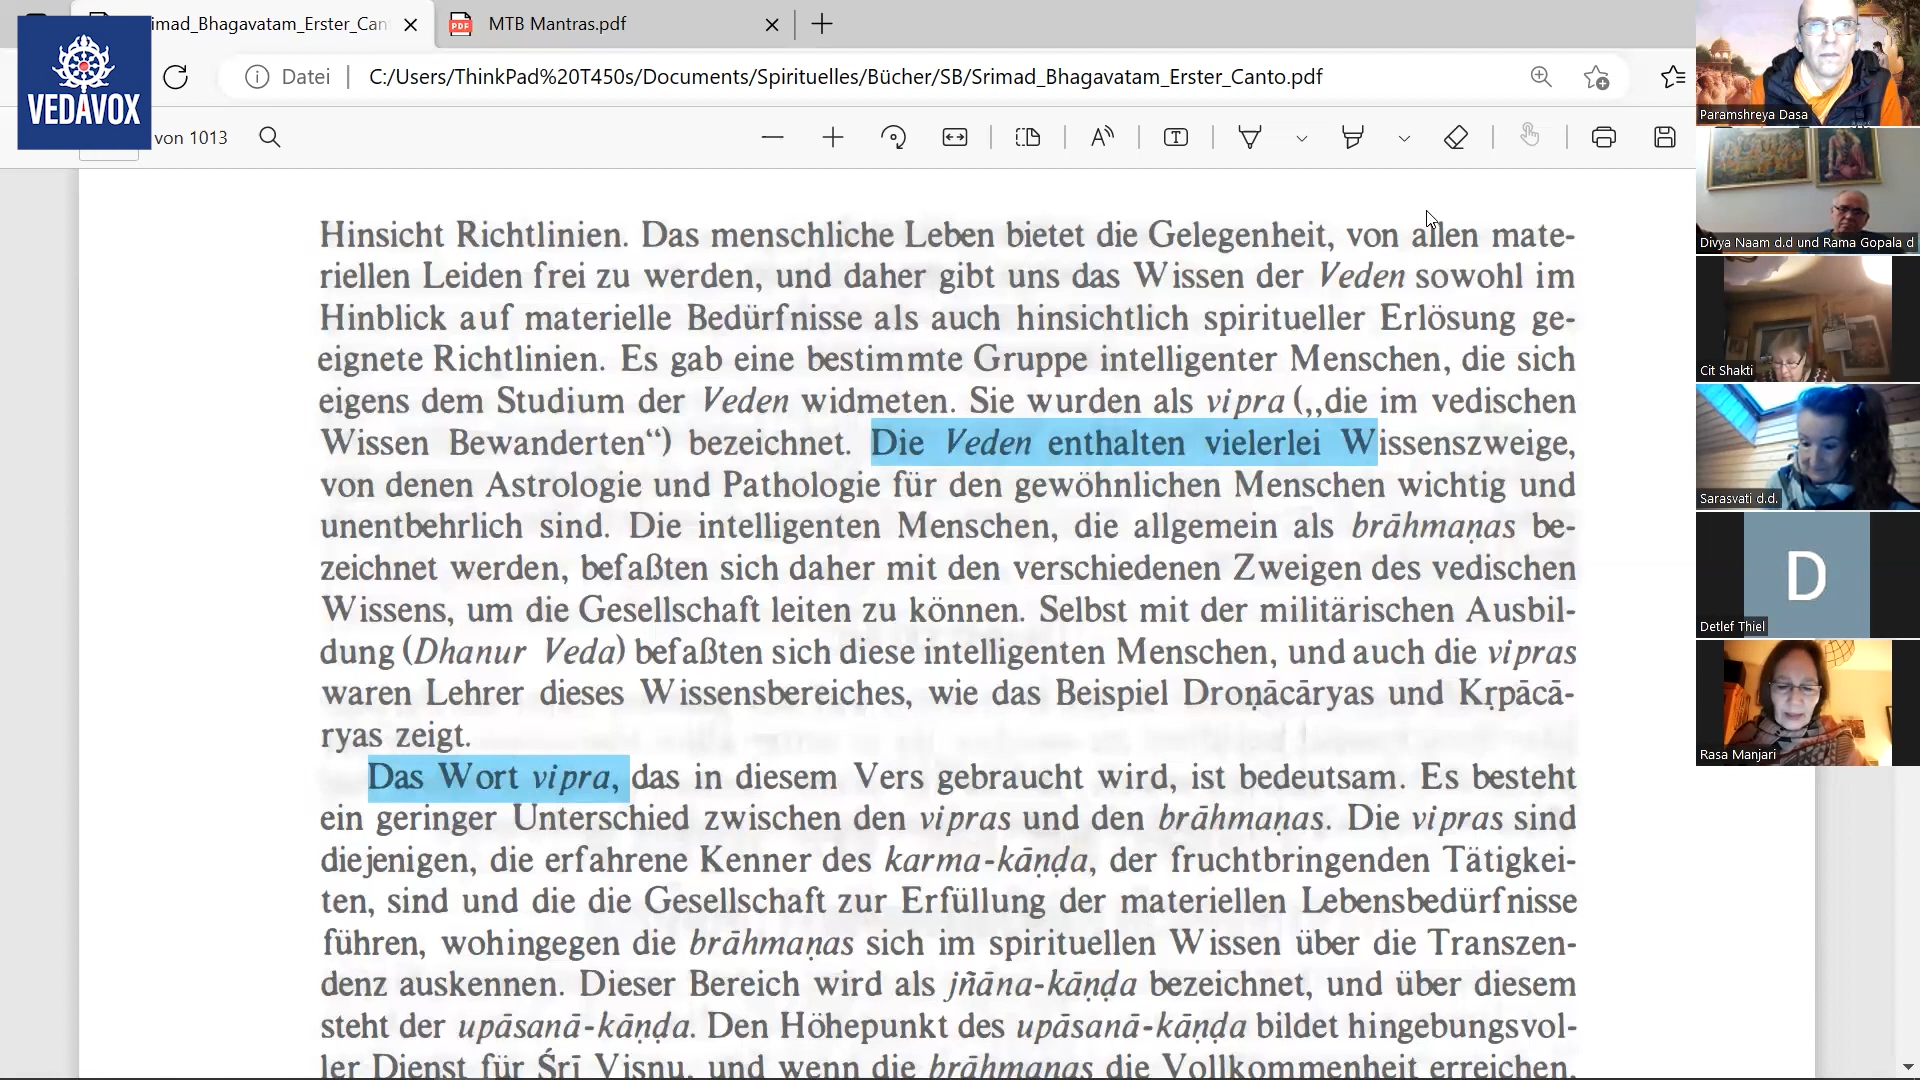 imad_Bhagavatam_Erster_Can
MTB Mantras.pdf
VEDAVOX
Datei
C:/Users/ThinkPad%20T450s/Documents/Spirituelles/Bücher/SB/Srimad_Bhagavatam_Erster_Canto.pdf
von 1013
Hinsicht Richtlinien. Das menschliche Leben bietet die Gelegenheit, von allen mate-
riellen Leiden frei zu werden, und daher gibt uns das Wissen der Veden sowohl im
Hinblick auf materielle Bedürfnisse als auch hinsichtlich spiritueller Erlösung ge-
eignete Richtlinien. Es gab eine bestimmte Gruppe intelligenter Menschen, die sich
eigens dem Studium der Veden widmeten. Sie wurden als vipra (,,die im vedischen
Wissen Bewanderten“) bezeichnet. Die Veden enthalten vielerlei Wissenszweige,
von denen Astrologie und Pathologie für den gewöhnlichen Menschen wichtig und
unentbehrlich sind. Die intelligenten Menschen, die allgemein als brāhmaṇas be-
zeichnet werden, befaßten sich daher mit den verschiedenen Zweigen des vedischen
Wissens, um die Gesellschaft leiten zu können. Selbst mit der militärischen Ausbil-
dung (Dhanur Veda) befaßten sich diese intelligenten Menschen, und auch die vipras
waren Lehrer dieses Wissensbereiches, wie das Beispiel Droṇācāryas und Kṛpācā-
ryas zeigt.
Das Wort vipra, das in diesem Vers gebraucht wird, ist bedeutsam. Es besteht
ein geringer Unterschied zwischen den vipras und den brāhmaṇas. Die vipras sind
diejenigen, die erfahrene Kenner des karma-kāṇḍa, der fruchtbringenden Tätigkei-
ten, sind und die die Gesellschaft zur Erfüllung der materiellen Lebensbedürfnisse
führen, wohingegen die brāhmaṇas sich im spirituellen Wissen über die Transzen-
denz auskennen. Dieser Bereich wird als jñāna-kāṇḍa bezeichnet, und über diesem
steht der upāsanā-kāṇḍa. Den Höhepunkt des upāsanā-kāṇḍa bildet hingebungsvol-
ler Dienst für Śrī Viṣṇu, und wenn die brāhmaṇas die Vollkommenheit erreichen,
Paramshreya Dasa
Divya Naam d.d und Rama Gopala d
Cit Shakti
Sarasvati d.d.
D
Detlef Thiel
Rasa Manjari